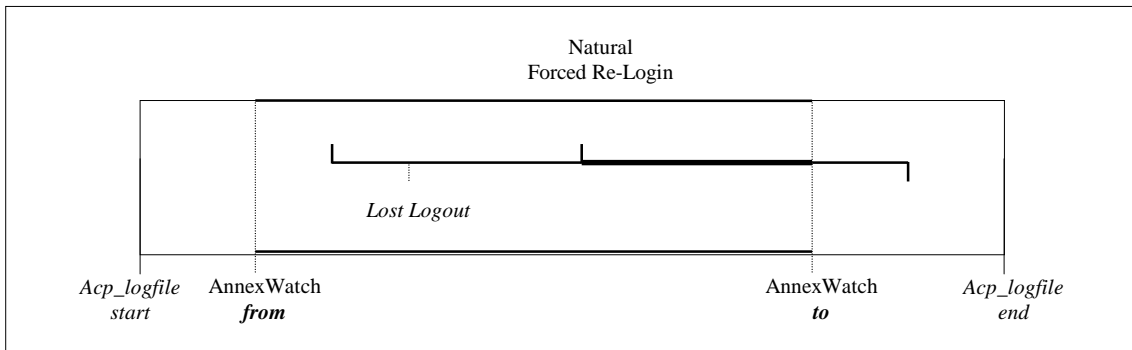 Natural
Forced Re-Login
Lost Logout
Acp_logfile
start
AnnexWatch
from
AnnexWatch
to
Acp_logfile
end